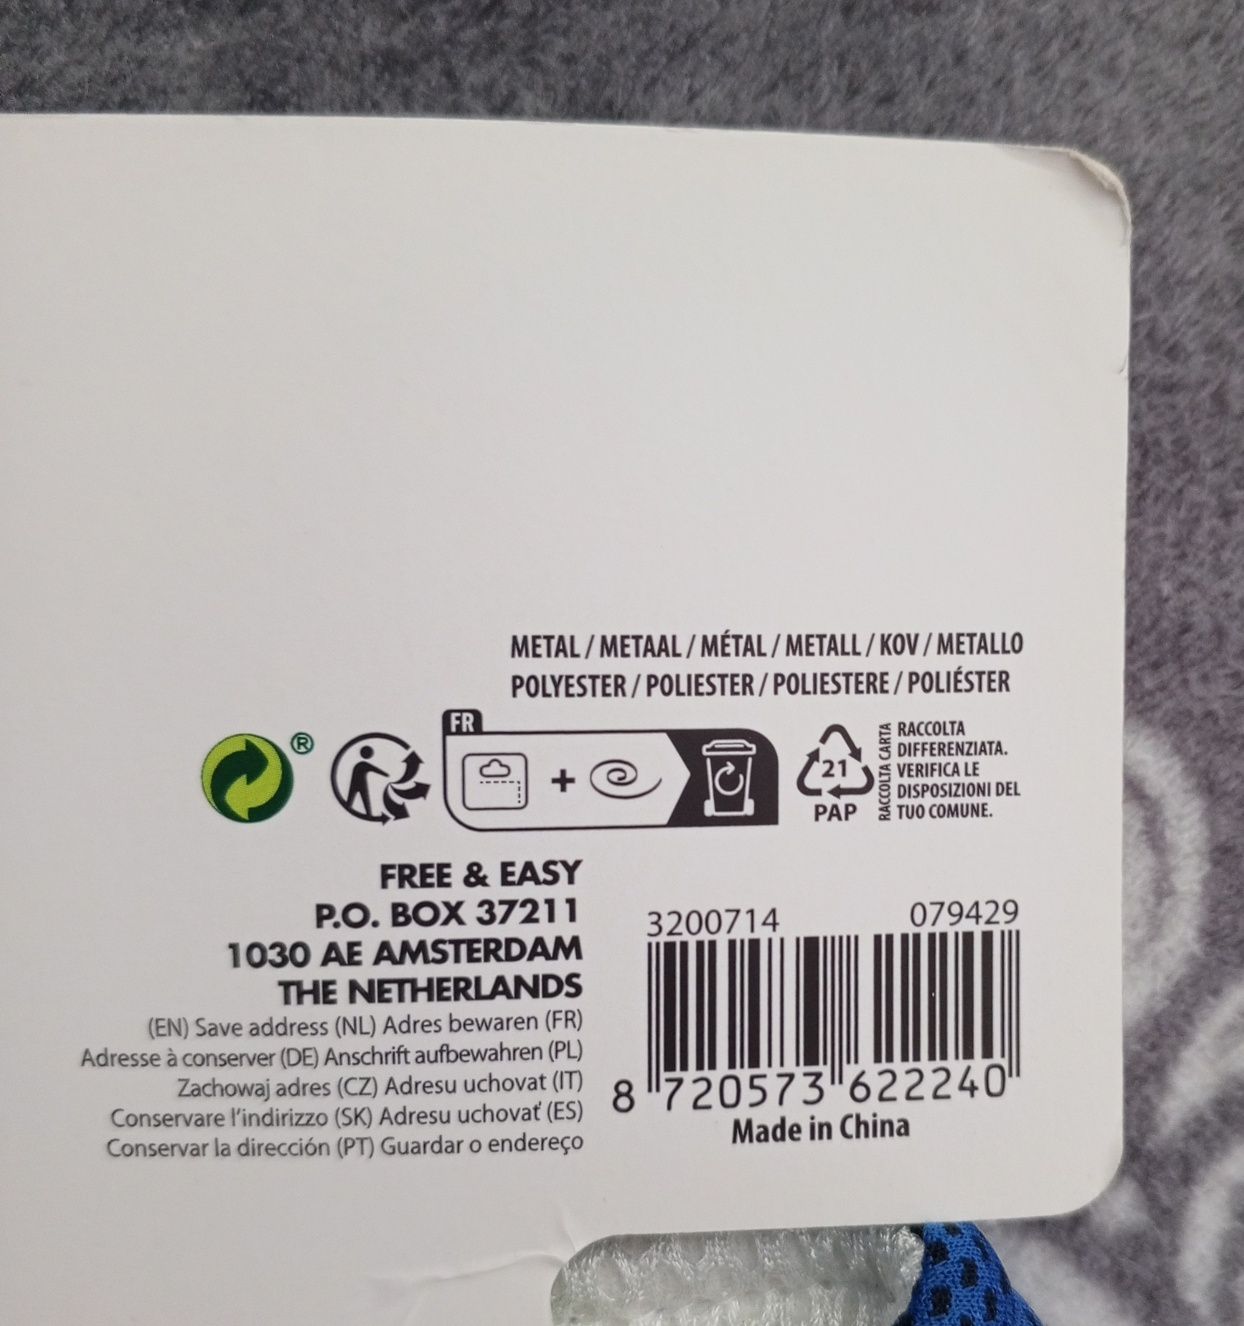 METAL / METAAL / MÉTAL / METALL / KOV / METALLO
POLYESTER / POLIESTER / POLIESTERE / POLIÉSTER
®
FR
+
21
PAP
RACCOLTA CARTA
RACCOLTA
DIFFERENZIATA.
VERIFICA LE
DISPOSIZIONI DEL
TUO COMUNE.
FREE & EASY
P.O. BOX 37211
1030 AE AMSTERDAM
THE NETHERLANDS
(EN) Save address (NL) Adres bewaren (FR)
Adresse à conserver (DE) Anschrift aufbewahren (PL)
Zachowaj adres (CZ) Adresu uchovat (IT)
Conservare l'indirizzo (SK) Adresu uchovať (ES)
Conservar la dirección (PT) Guardar o endereço
3200714 079429
8 720573 622240
Made in China